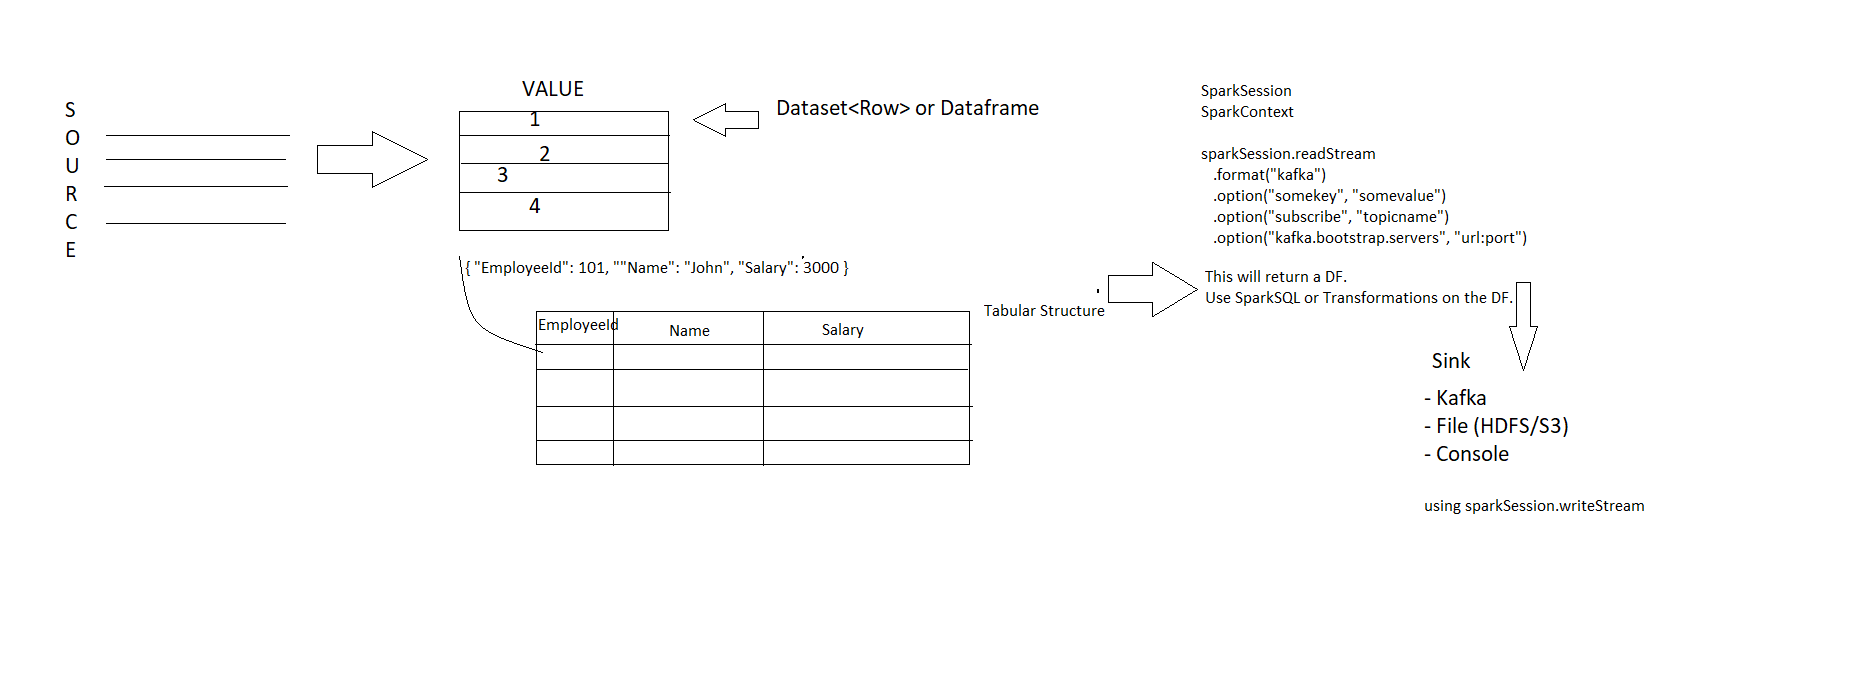 S
O
U
R
C
E
VALUE
1
2
3
4
Dataset<Row> or Dataframe
{ "EmployeeId": 101, ""Name": "John", "Salary": 3000 }
EmployeeId
Name
Salary
Tabular Structure
SparkSession
SparkContext
sparkSession.readStream
.format("kafka")
.option("somekey", "somevalue")
.option("subscribe", "topicname")
.option("kafka.bootstrap.servers", "url:port")
This will return a DF.
Use SparkSQL or Transformations on the DF.
Sink
- Kafka
- File (HDFS/S3)
- Console
using sparkSession.writeStream